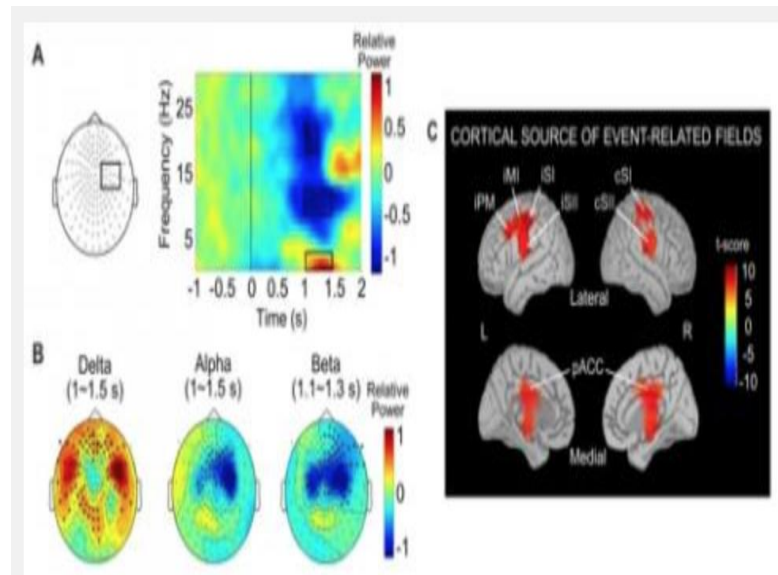 A
Relative
Power
1
0.5
0
-0.5
-1
Frequency (Hz)
25
15
5
-1 -0.5 0 0.5 1 1.5 2
Time (s)
B
Delta
(1~1.5 s)
Alpha
(1~1.5 s)
Beta
(1.1~1.3 s)
Relative
Power
1
0
-1
C
CORTICAL SOURCE OF EVENT-RELATED FIELDS
iPM
iMI
iSI
iSII
cSI
cSII
Lateral
t-score
10
5
0
-5
-10
L
R
pACC
Medial